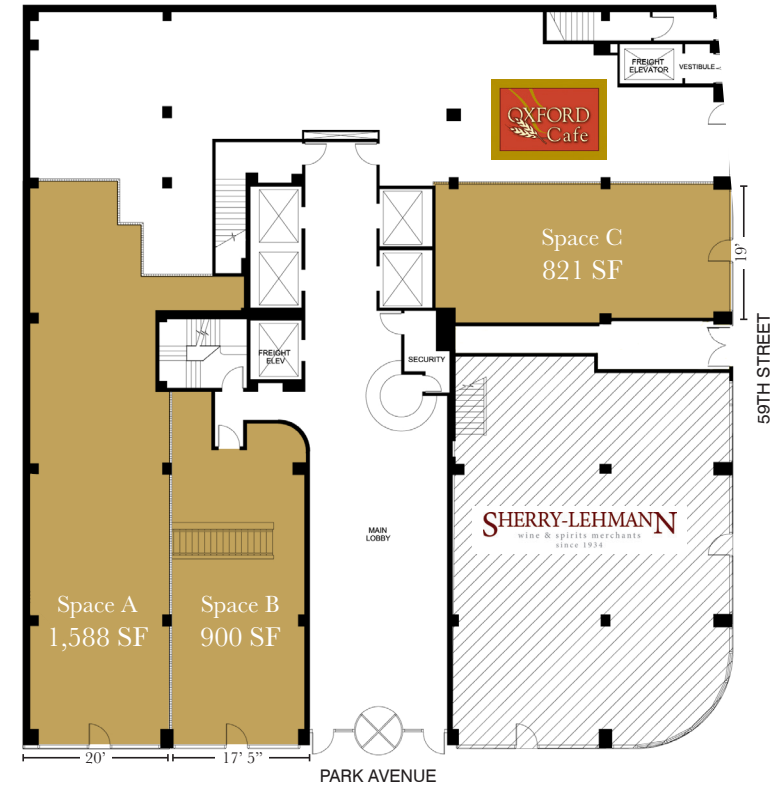 FREIGHT
ELEVATOR
VESTIBULE
OXFORD
Cafe
Space C
821 SF
19'
FREIGHT
ELEV
SECURITY
59TH STREET
MAIN
LOBBY
SHERRY-LEHMANN
wine & spirits merchants
since 1934
Space A
1,588 SF
Space B
900 SF
20'
17' 5"
PARK AVENUE